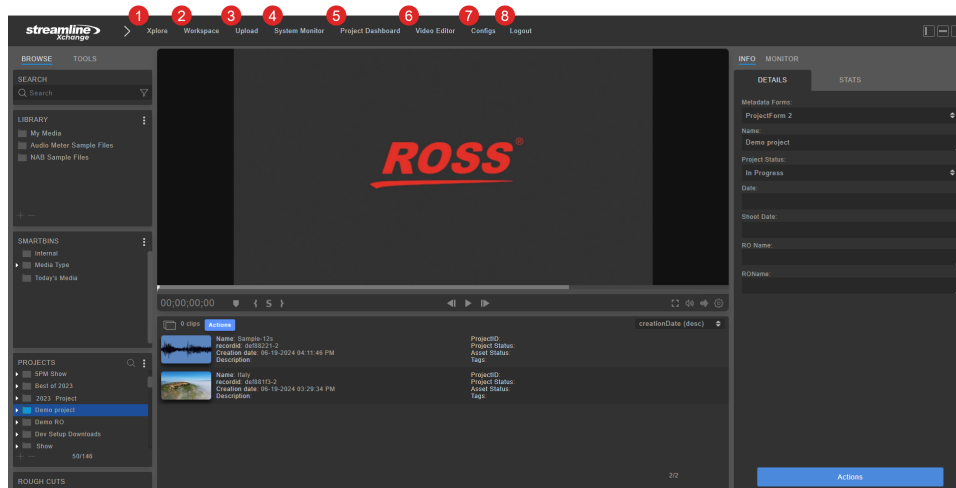 1 2 3 4 5 6 7 8
streamline
Xchange
Xplore Workspace Upload System Monitor Project Dashboard Video Editor Configs Logout
BROWSE TOOLS
SEARCH
Search
LIBRARY
My Media
Audio Meter Sample Files
NAB Sample Files
SMARTBINS
Internal
Media Type
Today's Media
PROJECTS
5PM Show
Best of 2023
2023 Project
Demo project
Demo RO
Dev Setup Downloads
Show
50/146
ROUGH CUTS
ROSS®
00:00:00:00 { S }
0 clips Actions creationDate (desc)
Name: Sample-12s
recordid: del88221-2
Creation date: 06-19-2024 04:11:46 PM
Description:
ProjectID:
Project Status:
Asset Status:
Tags:
Name: Italy
recordid: del88113-2
Creation date: 06-19-2024 03:29:34 PM
Description:
ProjectID:
Project Status:
Asset Status:
Tags:
2/2
INFO MONITOR
DETAILS STATS
Metadata Forms:
ProjectForm 2
Name:
Demo project
Project Status:
In Progress
Date:
Shoot Date:
RO Name:
ROName:
Actions